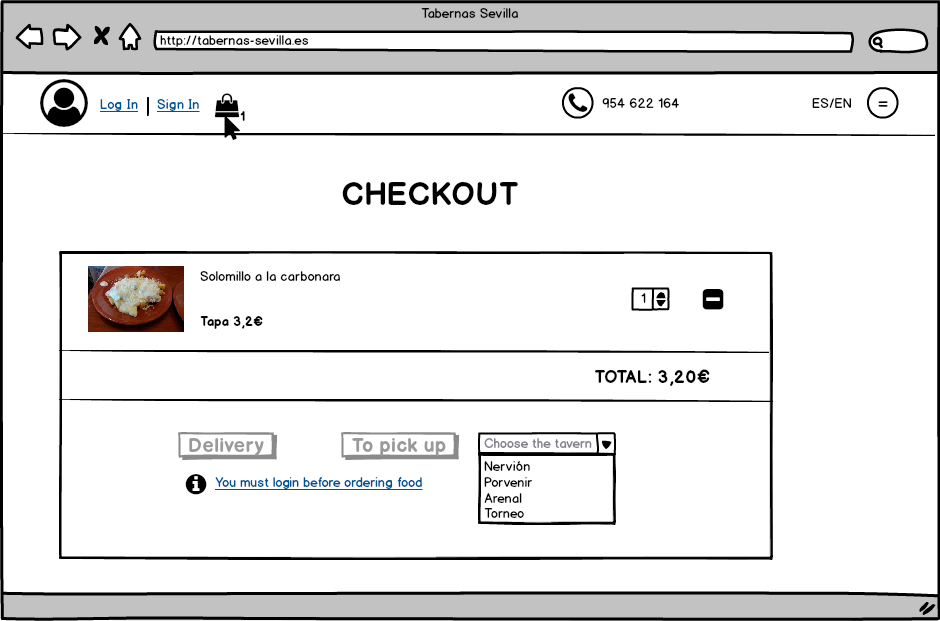 Tabernas Sevilla
http://tabernas-sevilla.es
Log In | Sign In 1
954 622 164
ES/EN
CHECKOUT
Solomillo a la carbonara
1
Tapa 3,2€
TOTAL: 3,20€
Delivery
To pick up
Choose the tavern
Nervión
Porvenir
Arenal
Torneo
You must login before ordering food